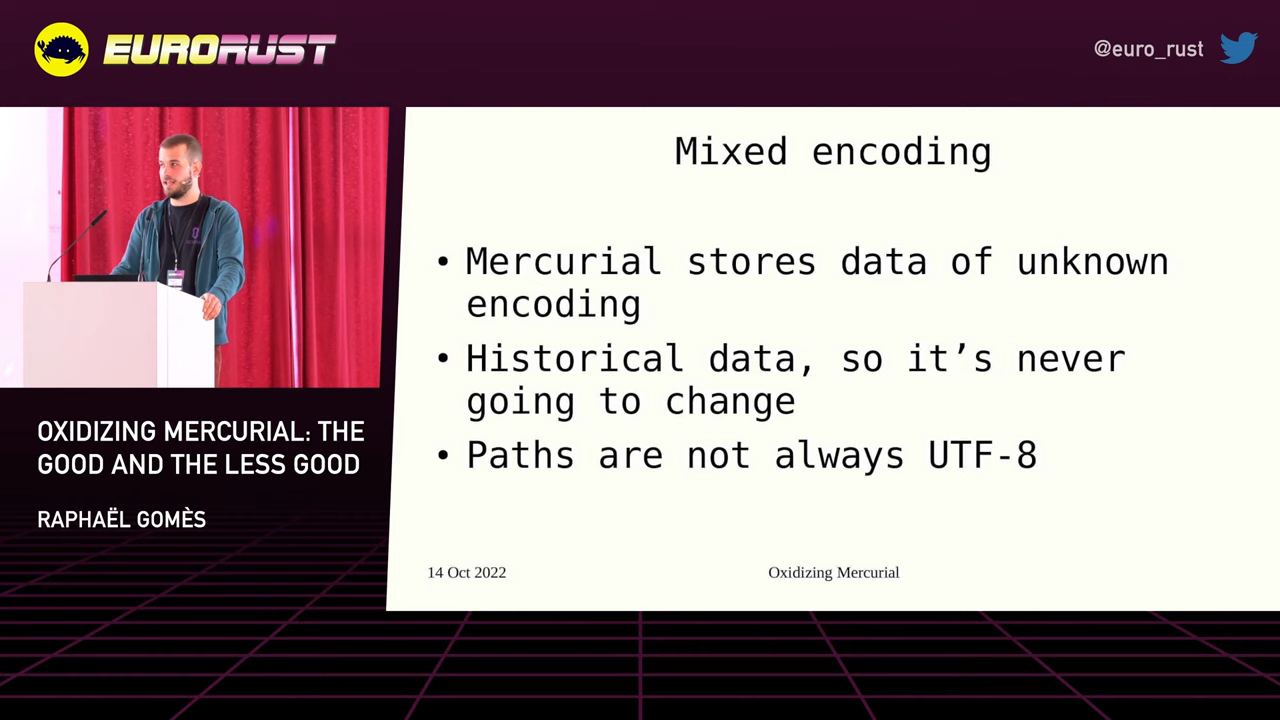 EURORUST
@euro_rust
Mixed encoding
• Mercurial stores data of unknown
encoding
• Historical data, so it’s never
going to change
• Paths are not always UTF-8
14 Oct 2022
Oxidizing Mercurial
OXIDIZING MERCURIAL: THE
GOOD AND THE LESS GOOD
RAPHAËL GOMÈS